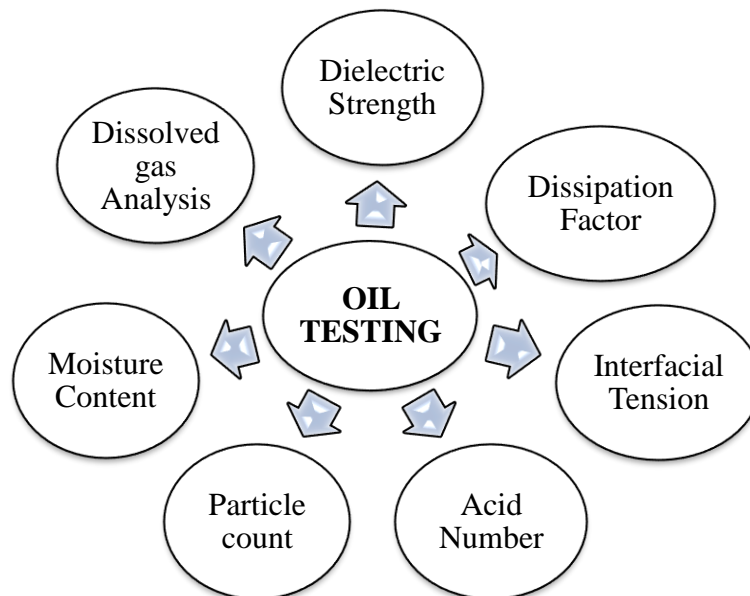 Dielectric
Strength
Dissolved
gas
Analysis
Dissipation
Factor
OIL
TESTING
Moisture
Content
Interfacial
Tension
Particle
count
Acid
Number